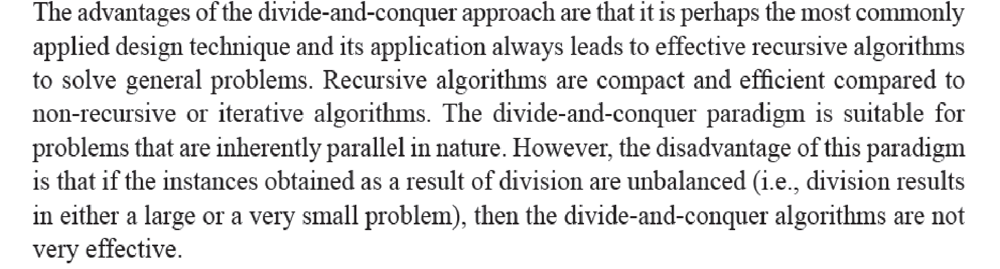 The advantages of the divide-and-conquer approach are that it is perhaps the most commonly
applied design technique and its application always leads to effective recursive algorithms
to solve general problems. Recursive algorithms are compact and efficient compared to
non-recursive or iterative algorithms. The divide-and-conquer paradigm is suitable for
problems that are inherently parallel in nature. However, the disadvantage of this paradigm
is that if the instances obtained as a result of division are unbalanced (i.e., division results
in either a large or a very small problem), then the divide-and-conquer algorithms are not
very effective.